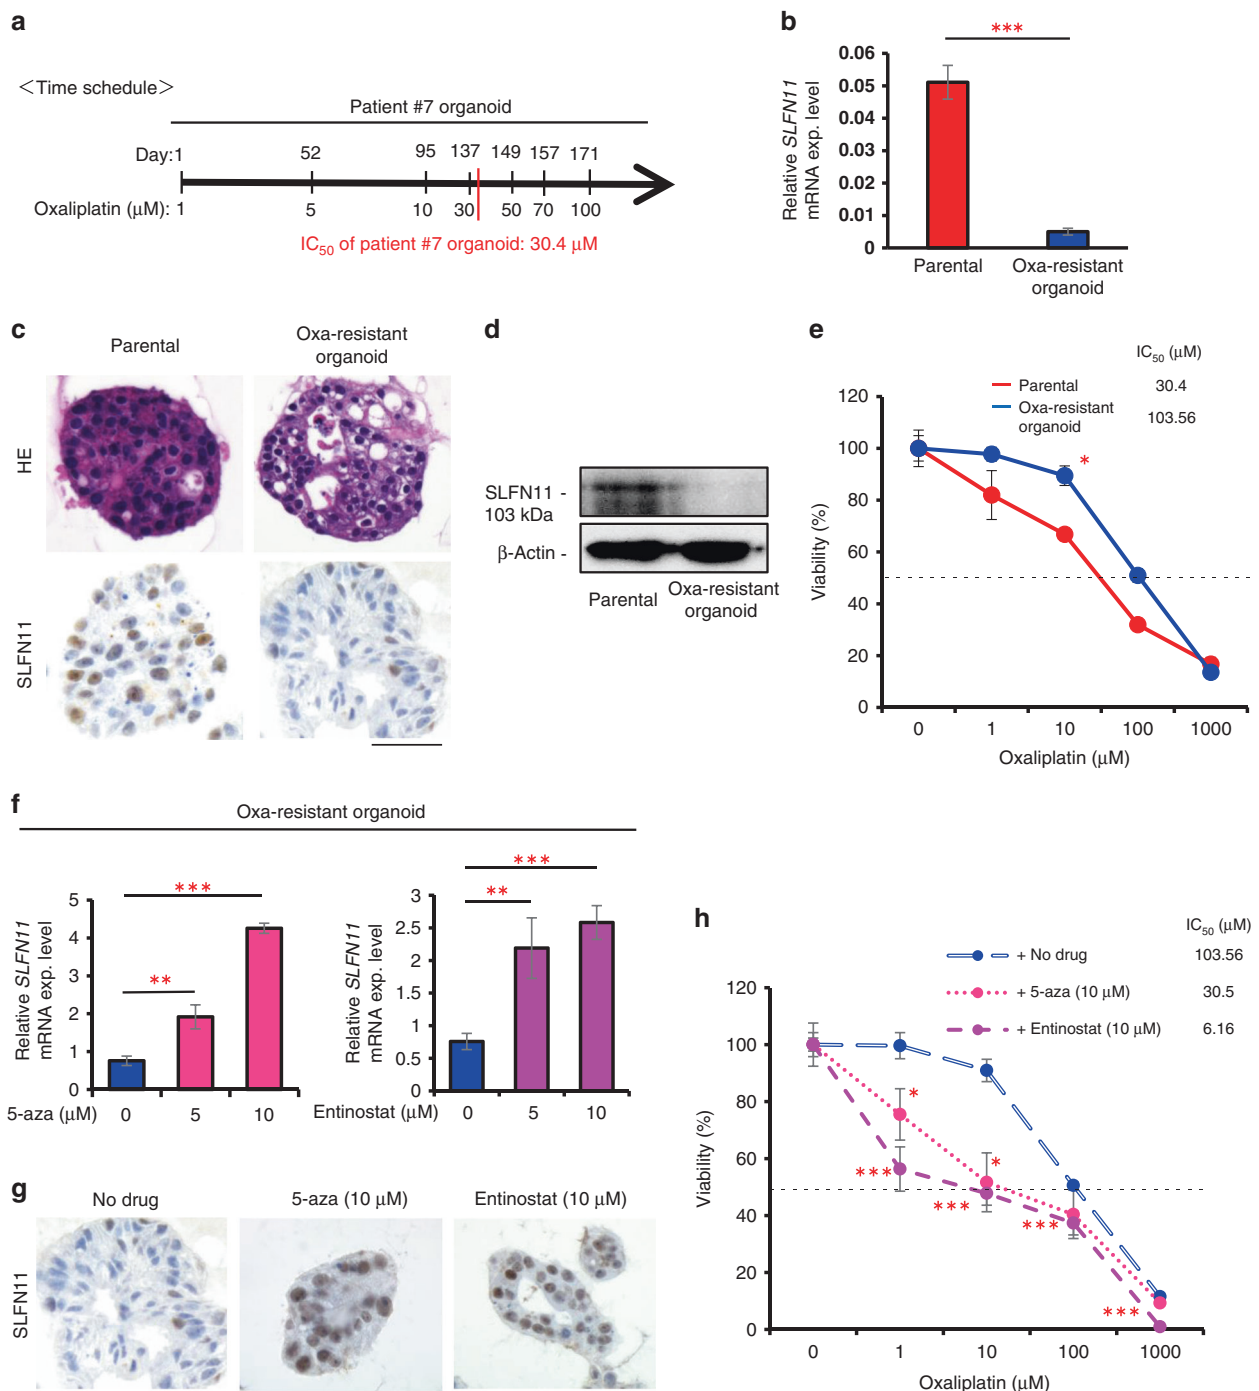 a
<Time schedule>
Patient #7 organoid
Day: 1 52 95 137 149 157 171
Oxaliplatin (μM): 1 5 10 30 50 70 100
IC50 of patient #7 organoid: 30.4 μM
b
***
Relative SLFN11
mRNA exp. level
0.06
0.05
0.04
0.03
0.02
0.01
0
Parental
Oxa-resistant
organoid
c
Parental
Oxa-resistant
organoid
HE
SLFN11
d
SLFN11 -
103 kDa
β-Actin -
Parental
Oxa-resistant
organoid
e
IC50 (μM)
Parental 30.4
Oxa-resistant
organoid
103.56
*
Viability (%)
120
100
80
60
40
20
0
0 1 10 100 1000
Oxaliplatin (μM)
f
Oxa-resistant organoid
***
**
Relative SLFN11
mRNA exp. level
5
4
3
2
1
0
5-aza (μM) 0 5 10
***
**
Relative SLFN11
mRNA exp. level
3
2.5
2
1.5
1
0.5
0
Entinostat (μM) 0 5 10
g
No drug
5-aza (10 μM)
Entinostat (10 μM)
SLFN11
h
IC50 (μM)
+ No drug 103.56
+ 5-aza (10 μM) 30.5
+ Entinostat (10 μM) 6.16
Viability (%)
120
100
80
60
40
20
0
*
*
***
***
***
***
0 1 10 100 1000
Oxaliplatin (μM)